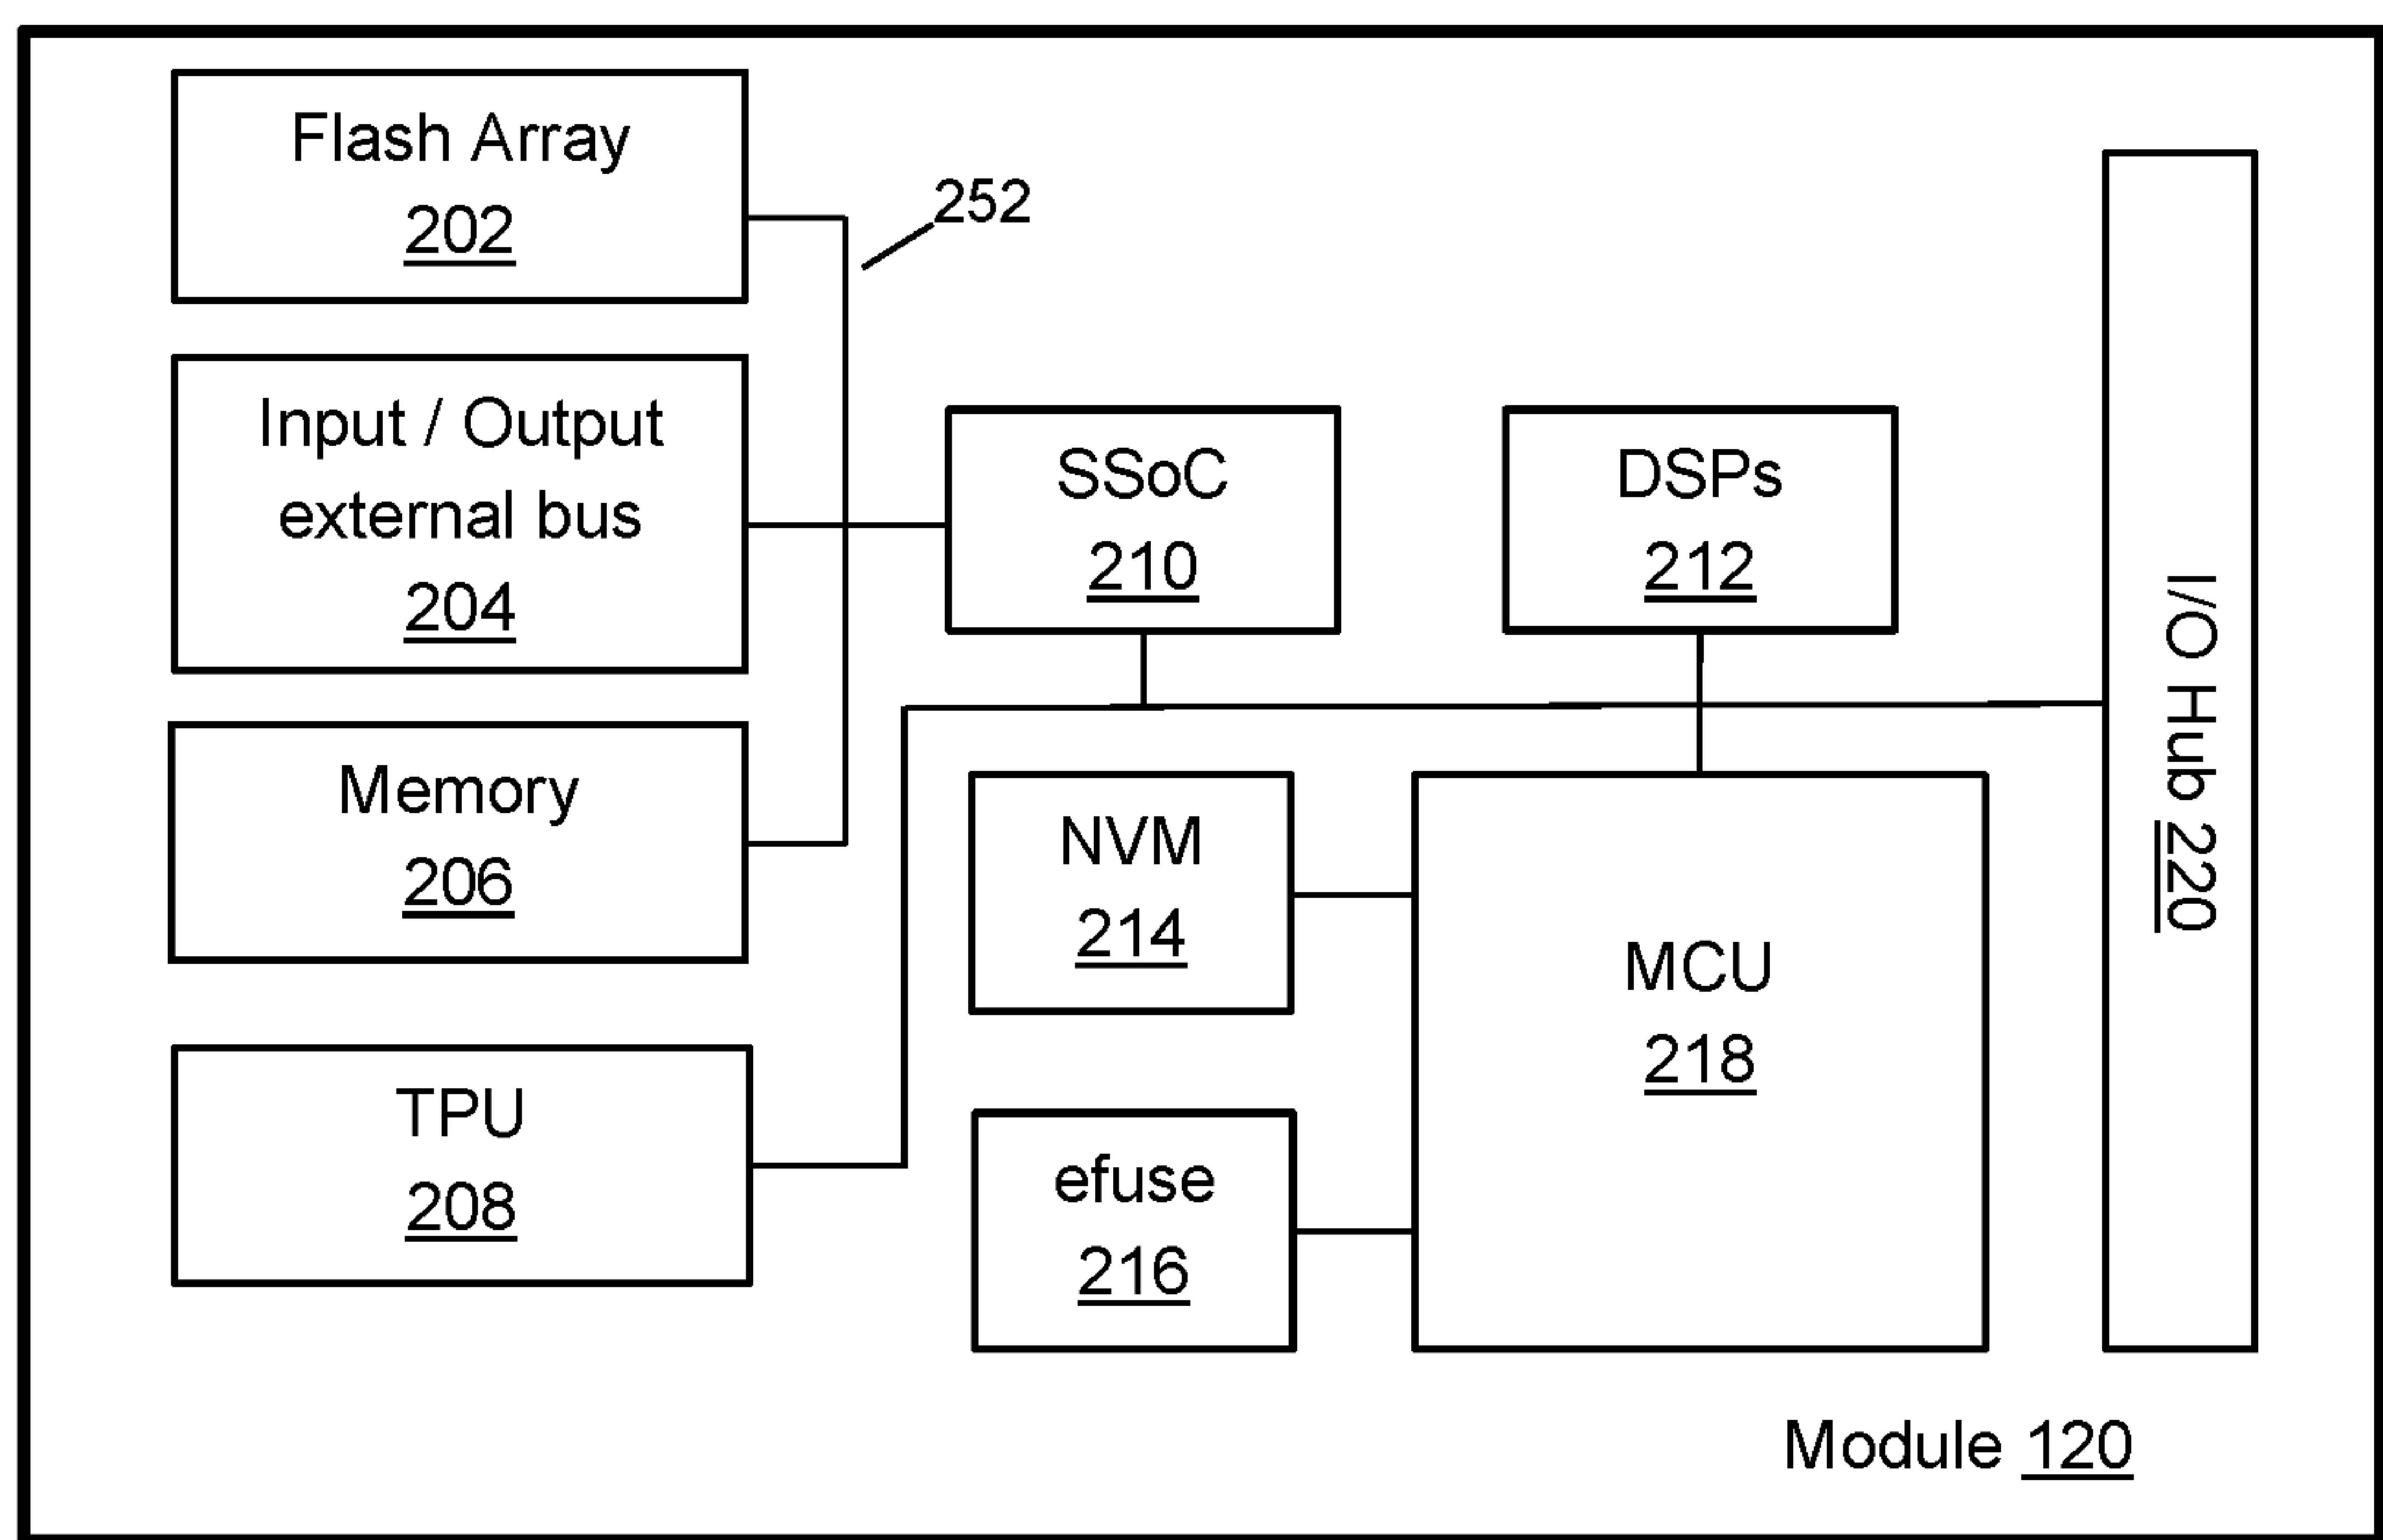 Flash Array
202
252
Input / Output
external bus
204
SSoC
210
DSPs
212
I/O Hub 220
Memory
206
NVM
214
MCU
218
TPU
208
efuse
216
Module 120